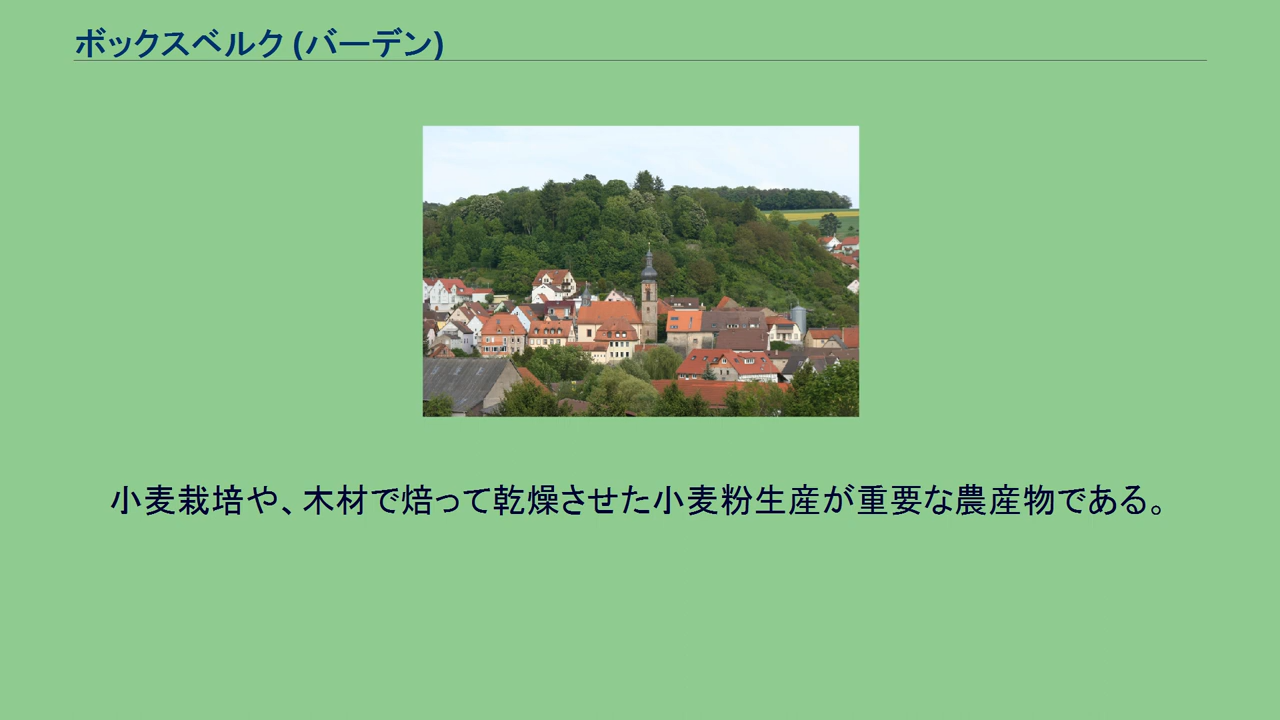 ボックスベルク (バーデン)
小麦栽培や、木材で焙って乾燥させた小麦粉生産が重要な農産物である。